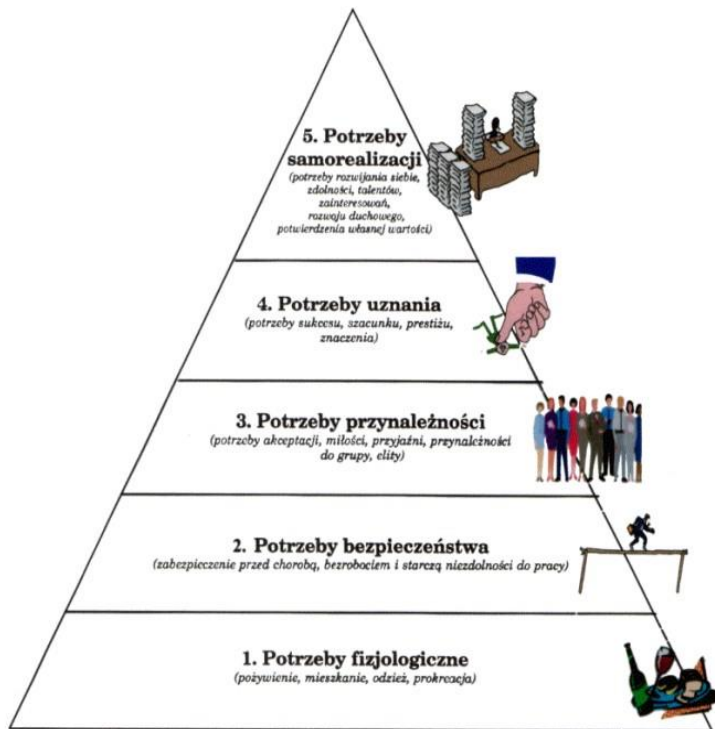 5. Potrzeby
samorealizacji
(potrzeby rozwijania siebie,
zdolności, talentów,
zainteresowań,
rozwoju duchowego,
potwierdzenia własnej wartości)
4. Potrzeby uznania
(potrzeby sukcesu, szacunku, prestiżu,
znaczenia)
3. Potrzeby przynależności
(potrzeby akceptacji, miłości, przyjaźni, przynależności
do grupy, elity)
2. Potrzeby bezpieczeństwa
(zabezpieczenie przed chorobą, bezrobociem i starczą niezdolności do pracy)
1. Potrzeby fizjologiczne
(pożywienie, mieszkanie, odzież, prokreacja)